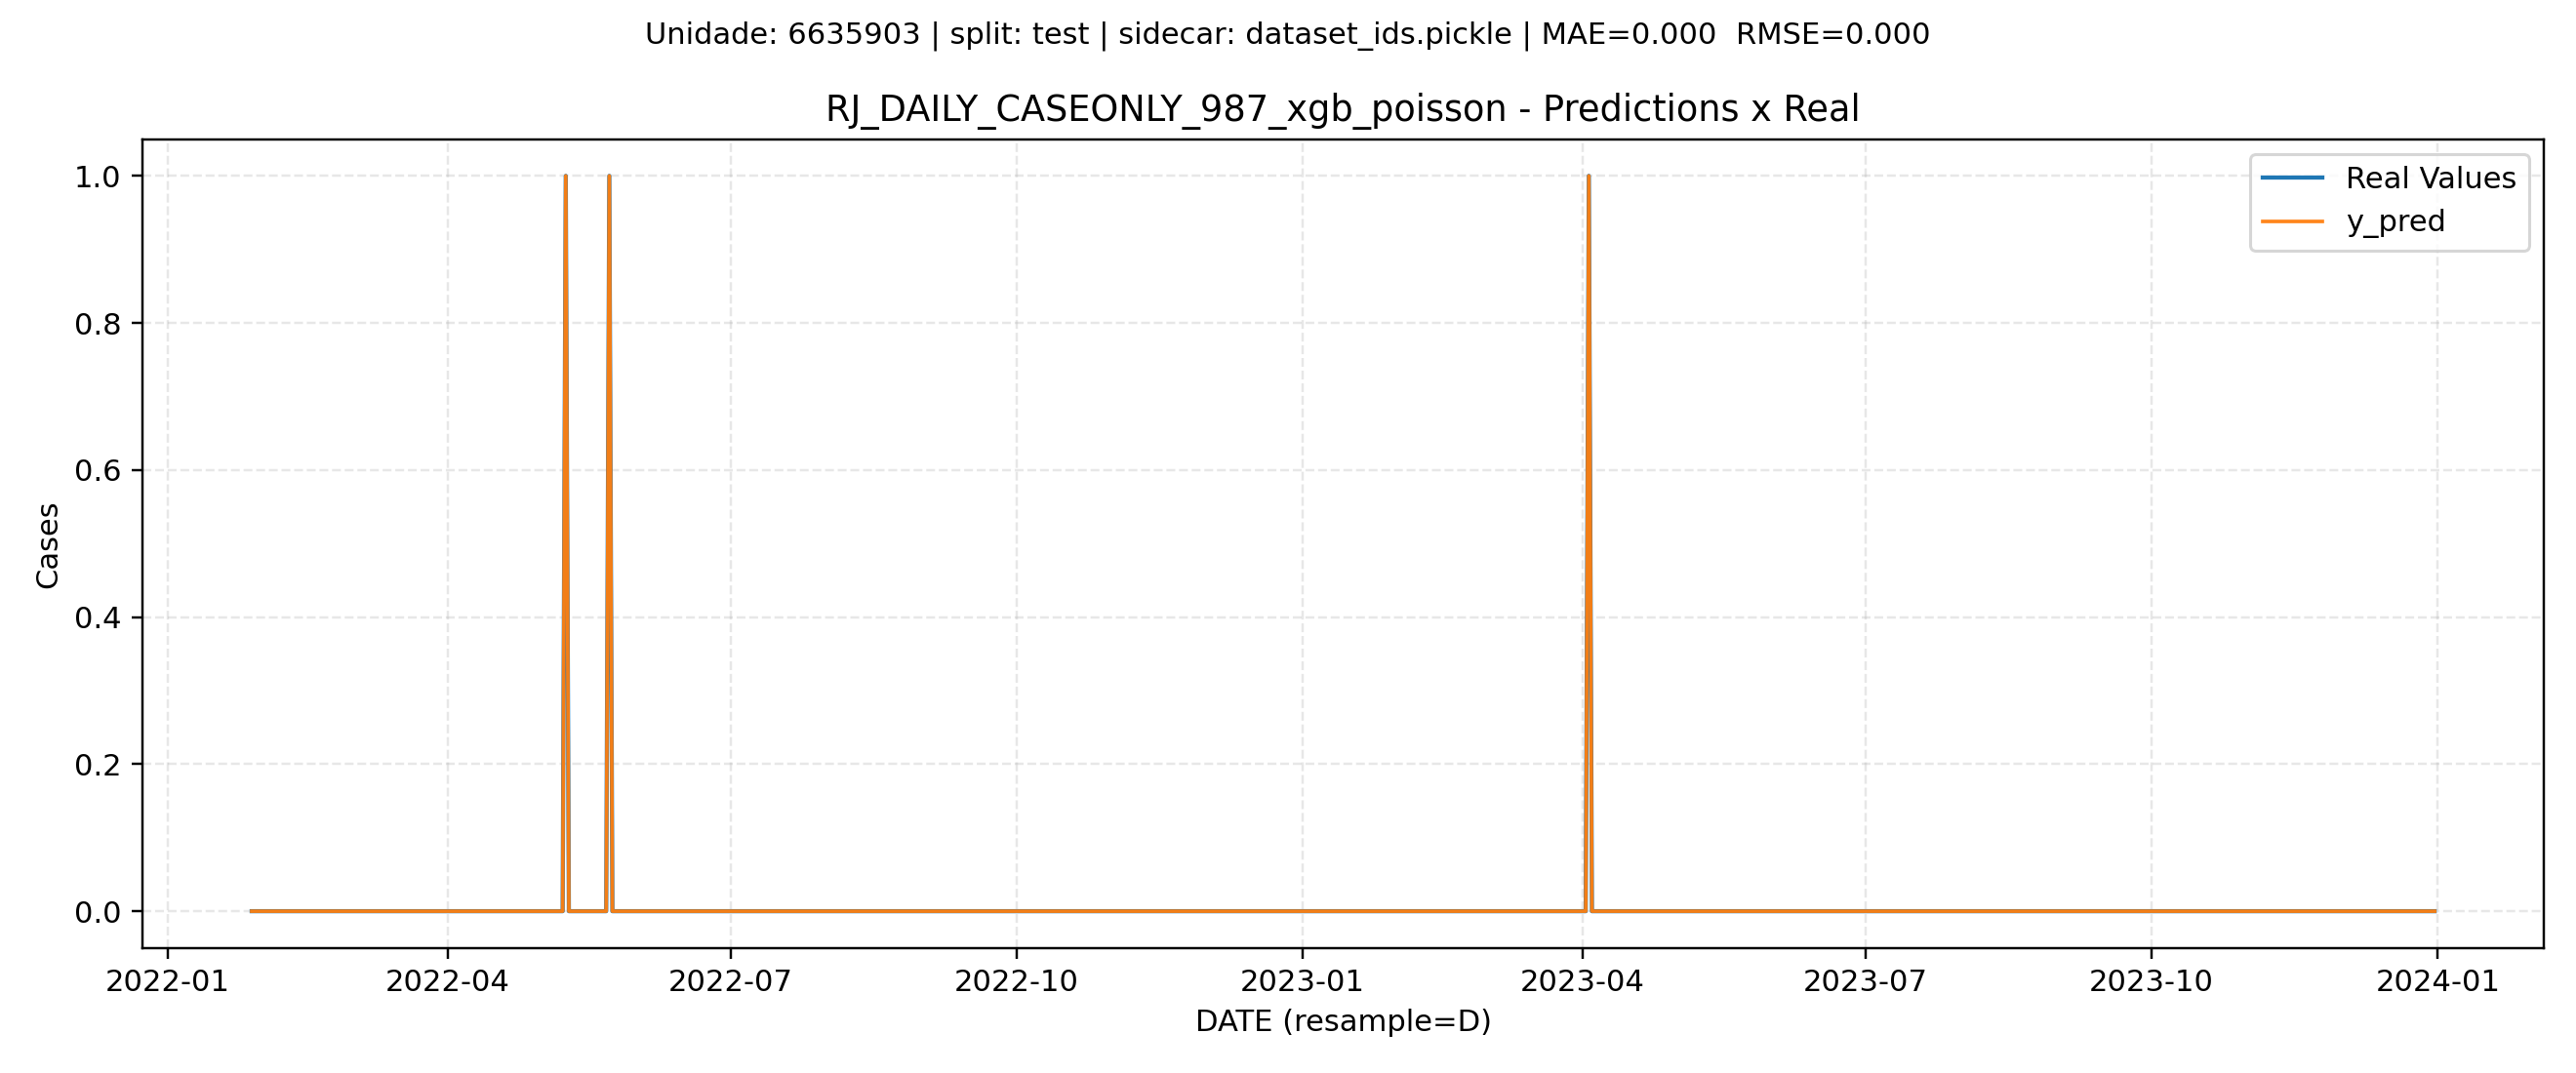 Unidade: 6635903 | split: test | sidecar: dataset_ids.pickle | MAE=0.000  RMSE=0.000
RJ_DAILY_CASEONLY_987_xgb_poisson - Predictions x Real
Real Values
y_pred
1.0
0.8
0.6
0.4
0.2
0.0
Cases
2022-01 2022-04 2022-07 2022-10 2023-01 2023-04 2023-07 2023-10 2024-01
DATE (resample=D)